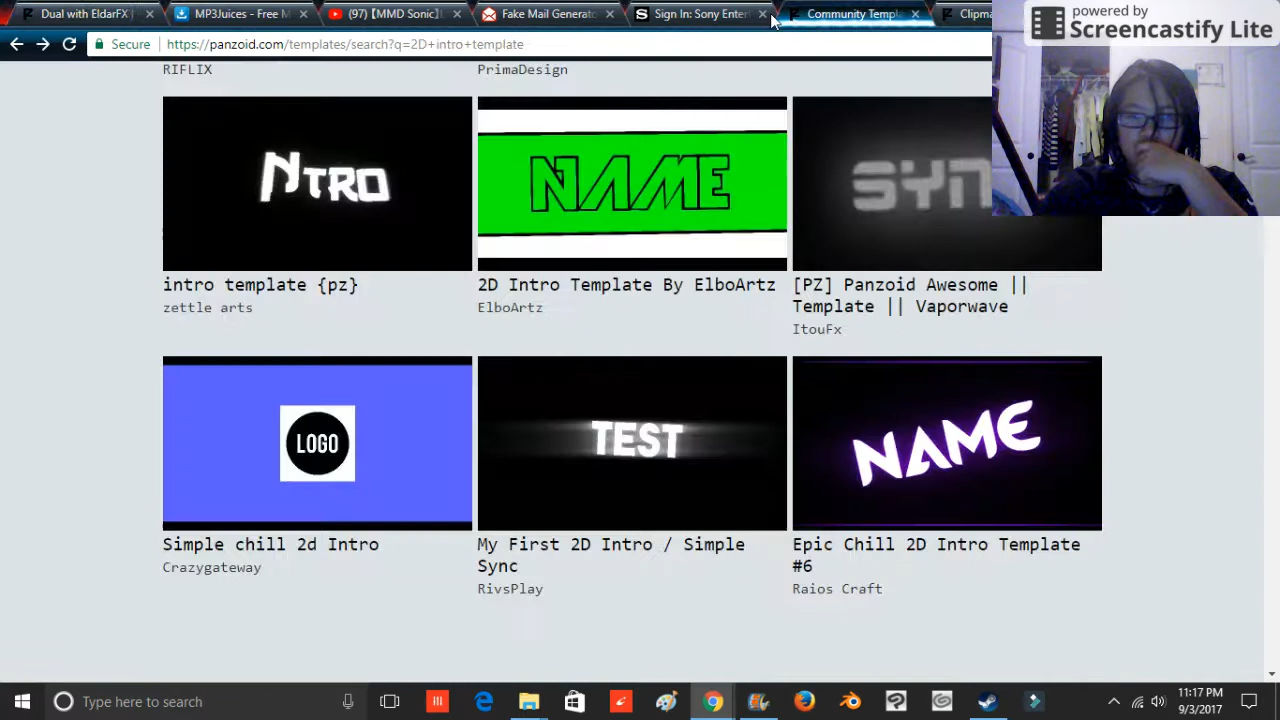 Dual with EldarFX
MP3Juices - Free M
(97) 【MMD Sonic】
Fake Mail Generato
Sign In: Sony Enter
Community Templ
Clipma
powered by
Screencastify Lite
Secure https://panzoid.com/templates/search?q=2D+intro+template
RIFLIX
PrimaDesign
NTRO
NAME
SYN
intro template {pz}
zettle arts
2D Intro Template By ElboArtz
ElboArtz
[PZ] Panzoid Awesome ||
Template || Vaporwave
ItouFx
LOGO
TEST
NAME
Simple chill 2d Intro
Crazygateway
My First 2D Intro / Simple
Sync
RivsPlay
Epic Chill 2D Intro Template
#6
Raios Craft
Type here to search
11:17 PM
9/3/2017